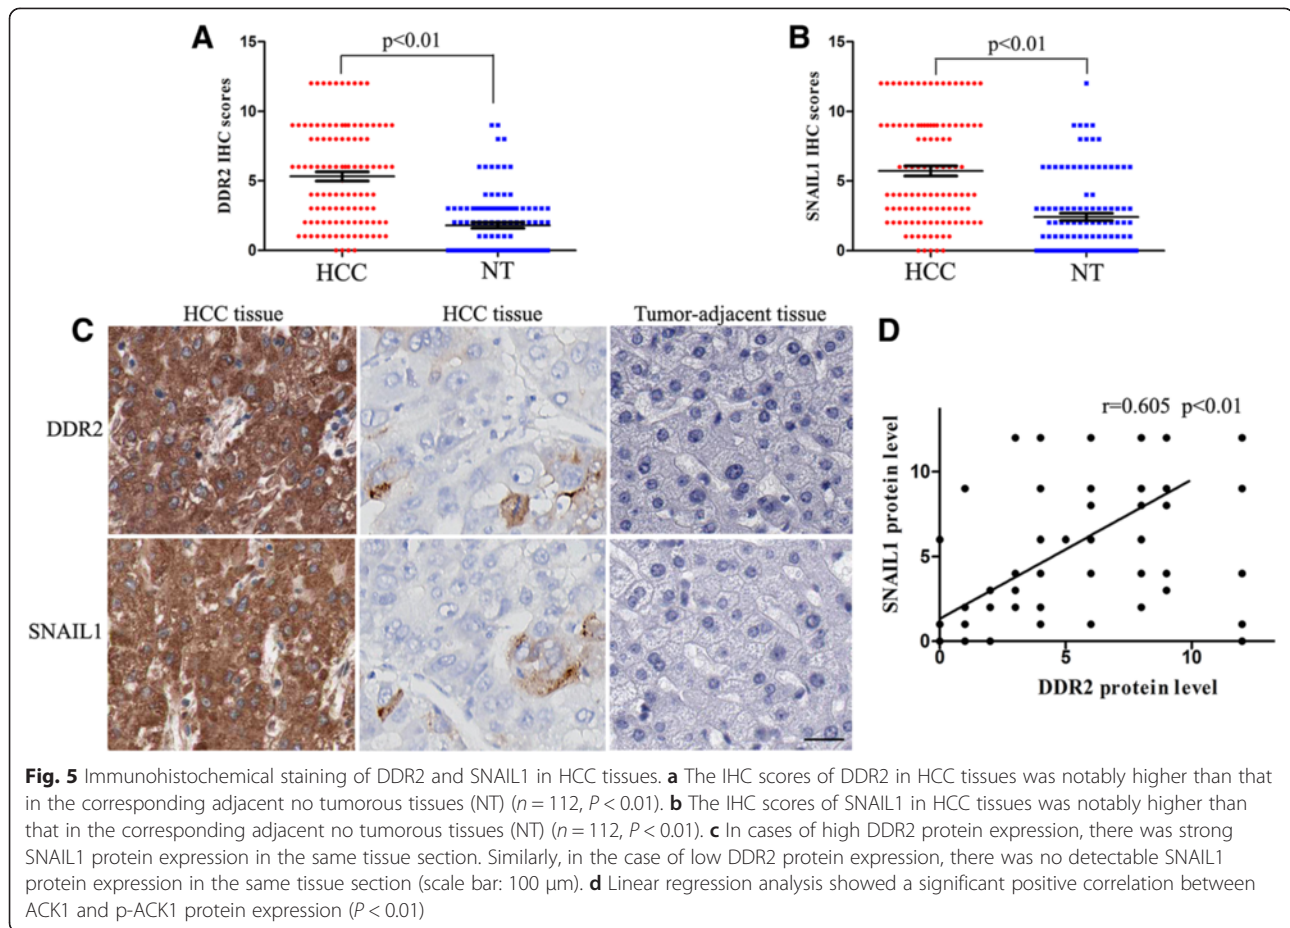 A
B
p<0.01
p<0.01
DDR2 IHC scores
15
10
5
0
HCC
NT
SNAIL1 IHC scores
15
10
5
0
HCC
NT
C
HCC tissue
HCC tissue
Tumor-adjacent tissue
DDR2
SNAIL1
D
r=0.605 p<0.01
SNAIL1 protein level
10
5
0
0
5
10
DDR2 protein level
Fig. 5 Immunohistochemical staining of DDR2 and SNAIL1 in HCC tissues. a The IHC scores of DDR2 in HCC tissues was notably higher than that
in the corresponding adjacent no tumorous tissues (NT) (n = 112, P < 0.01). b The IHC scores of SNAIL1 in HCC tissues was notably higher than
that in the corresponding adjacent no tumorous tissues (NT) (n = 112, P < 0.01). c In cases of high DDR2 protein expression, there was strong
SNAIL1 protein expression in the same tissue section. Similarly, in the case of low DDR2 protein expression, there was no detectable SNAIL1
protein expression in the same tissue section (scale bar: 100 μm). d Linear regression analysis showed a significant positive correlation between
ACK1 and p-ACK1 protein expression (P < 0.01)